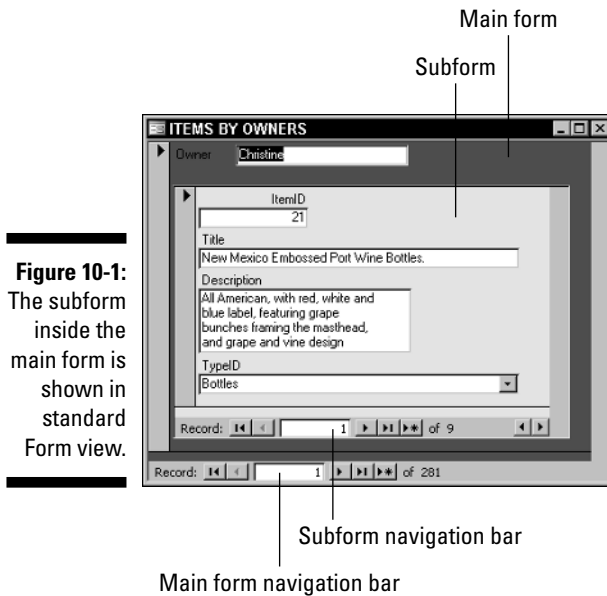 Main form
Subform
ITEMS BY OWNERS
Owner Christine
ItemID
21
Title
New Mexico Embossed Port Wine Bottles.
Description
All American, with red, white and
blue label, featuring grape
bunches framing the masthead,
and grape and vine design
TypeID
Bottles
Record: 1 of 9
Record: 1 of 281
Figure 10-1:
The subform
inside the
main form is
shown in
standard
Form view.
Subform navigation bar
Main form navigation bar